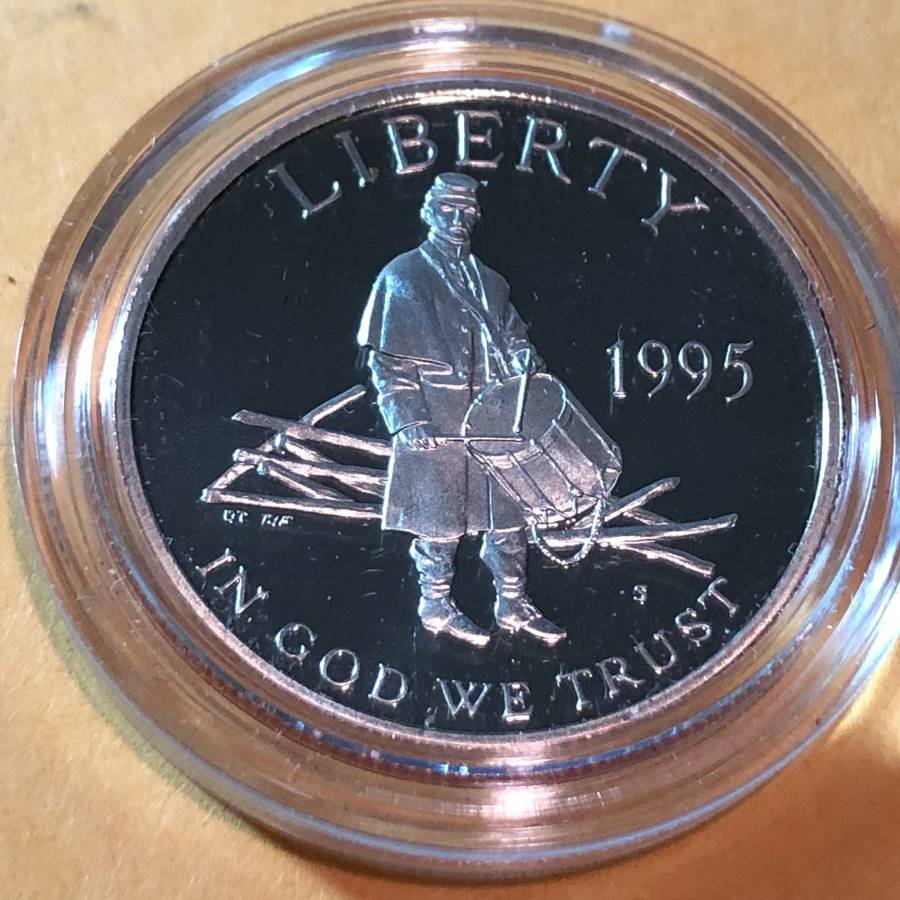 LIBERTY
1995
S
IN GOD WE TRUST